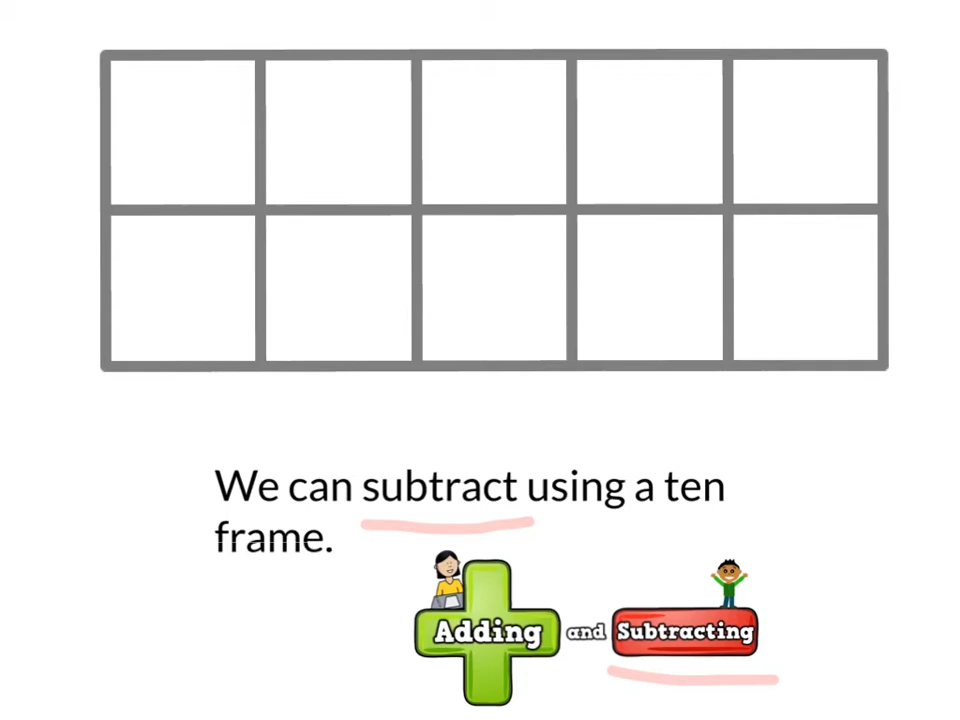 We can subtract using a ten
frame.
Adding and Subtracting